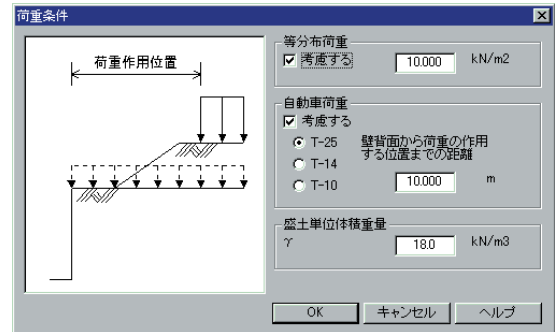 荷重条件
荷重作用位置
等分布荷重
考慮する 10.000 kN/m2
自動車荷重
考慮する
T-25
T-14
T-10
壁背面から荷重の作用
する位置までの距離
10.000 m
盛土単位体積重量
γ 18.0 kN/m3
OK キャンセル ヘルプ